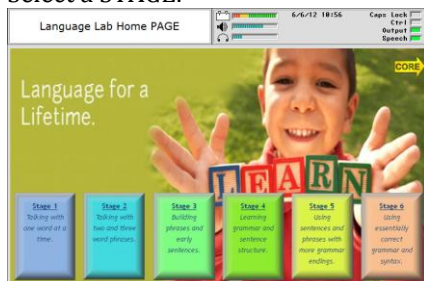 Select a STAGE.
Language Lab Home PAGE
6/6/12 10:56
Caps Lock
Ctrl
Output
Speech
CORE
Language for a
Lifetime.
LEARN
Stage 1
Talking with
one word at a
time.
Stage 2
Talking with
two and three
word phrases.
Stage 3
Building
phrases and
early
sentences.
Stage 4
Learning
grammar and
sentence
structure.
Stage 5
Using
sentences and
phrases with
more grammar
endings.
Stage 6
Using
essentially
correct
grammar and
syntax.